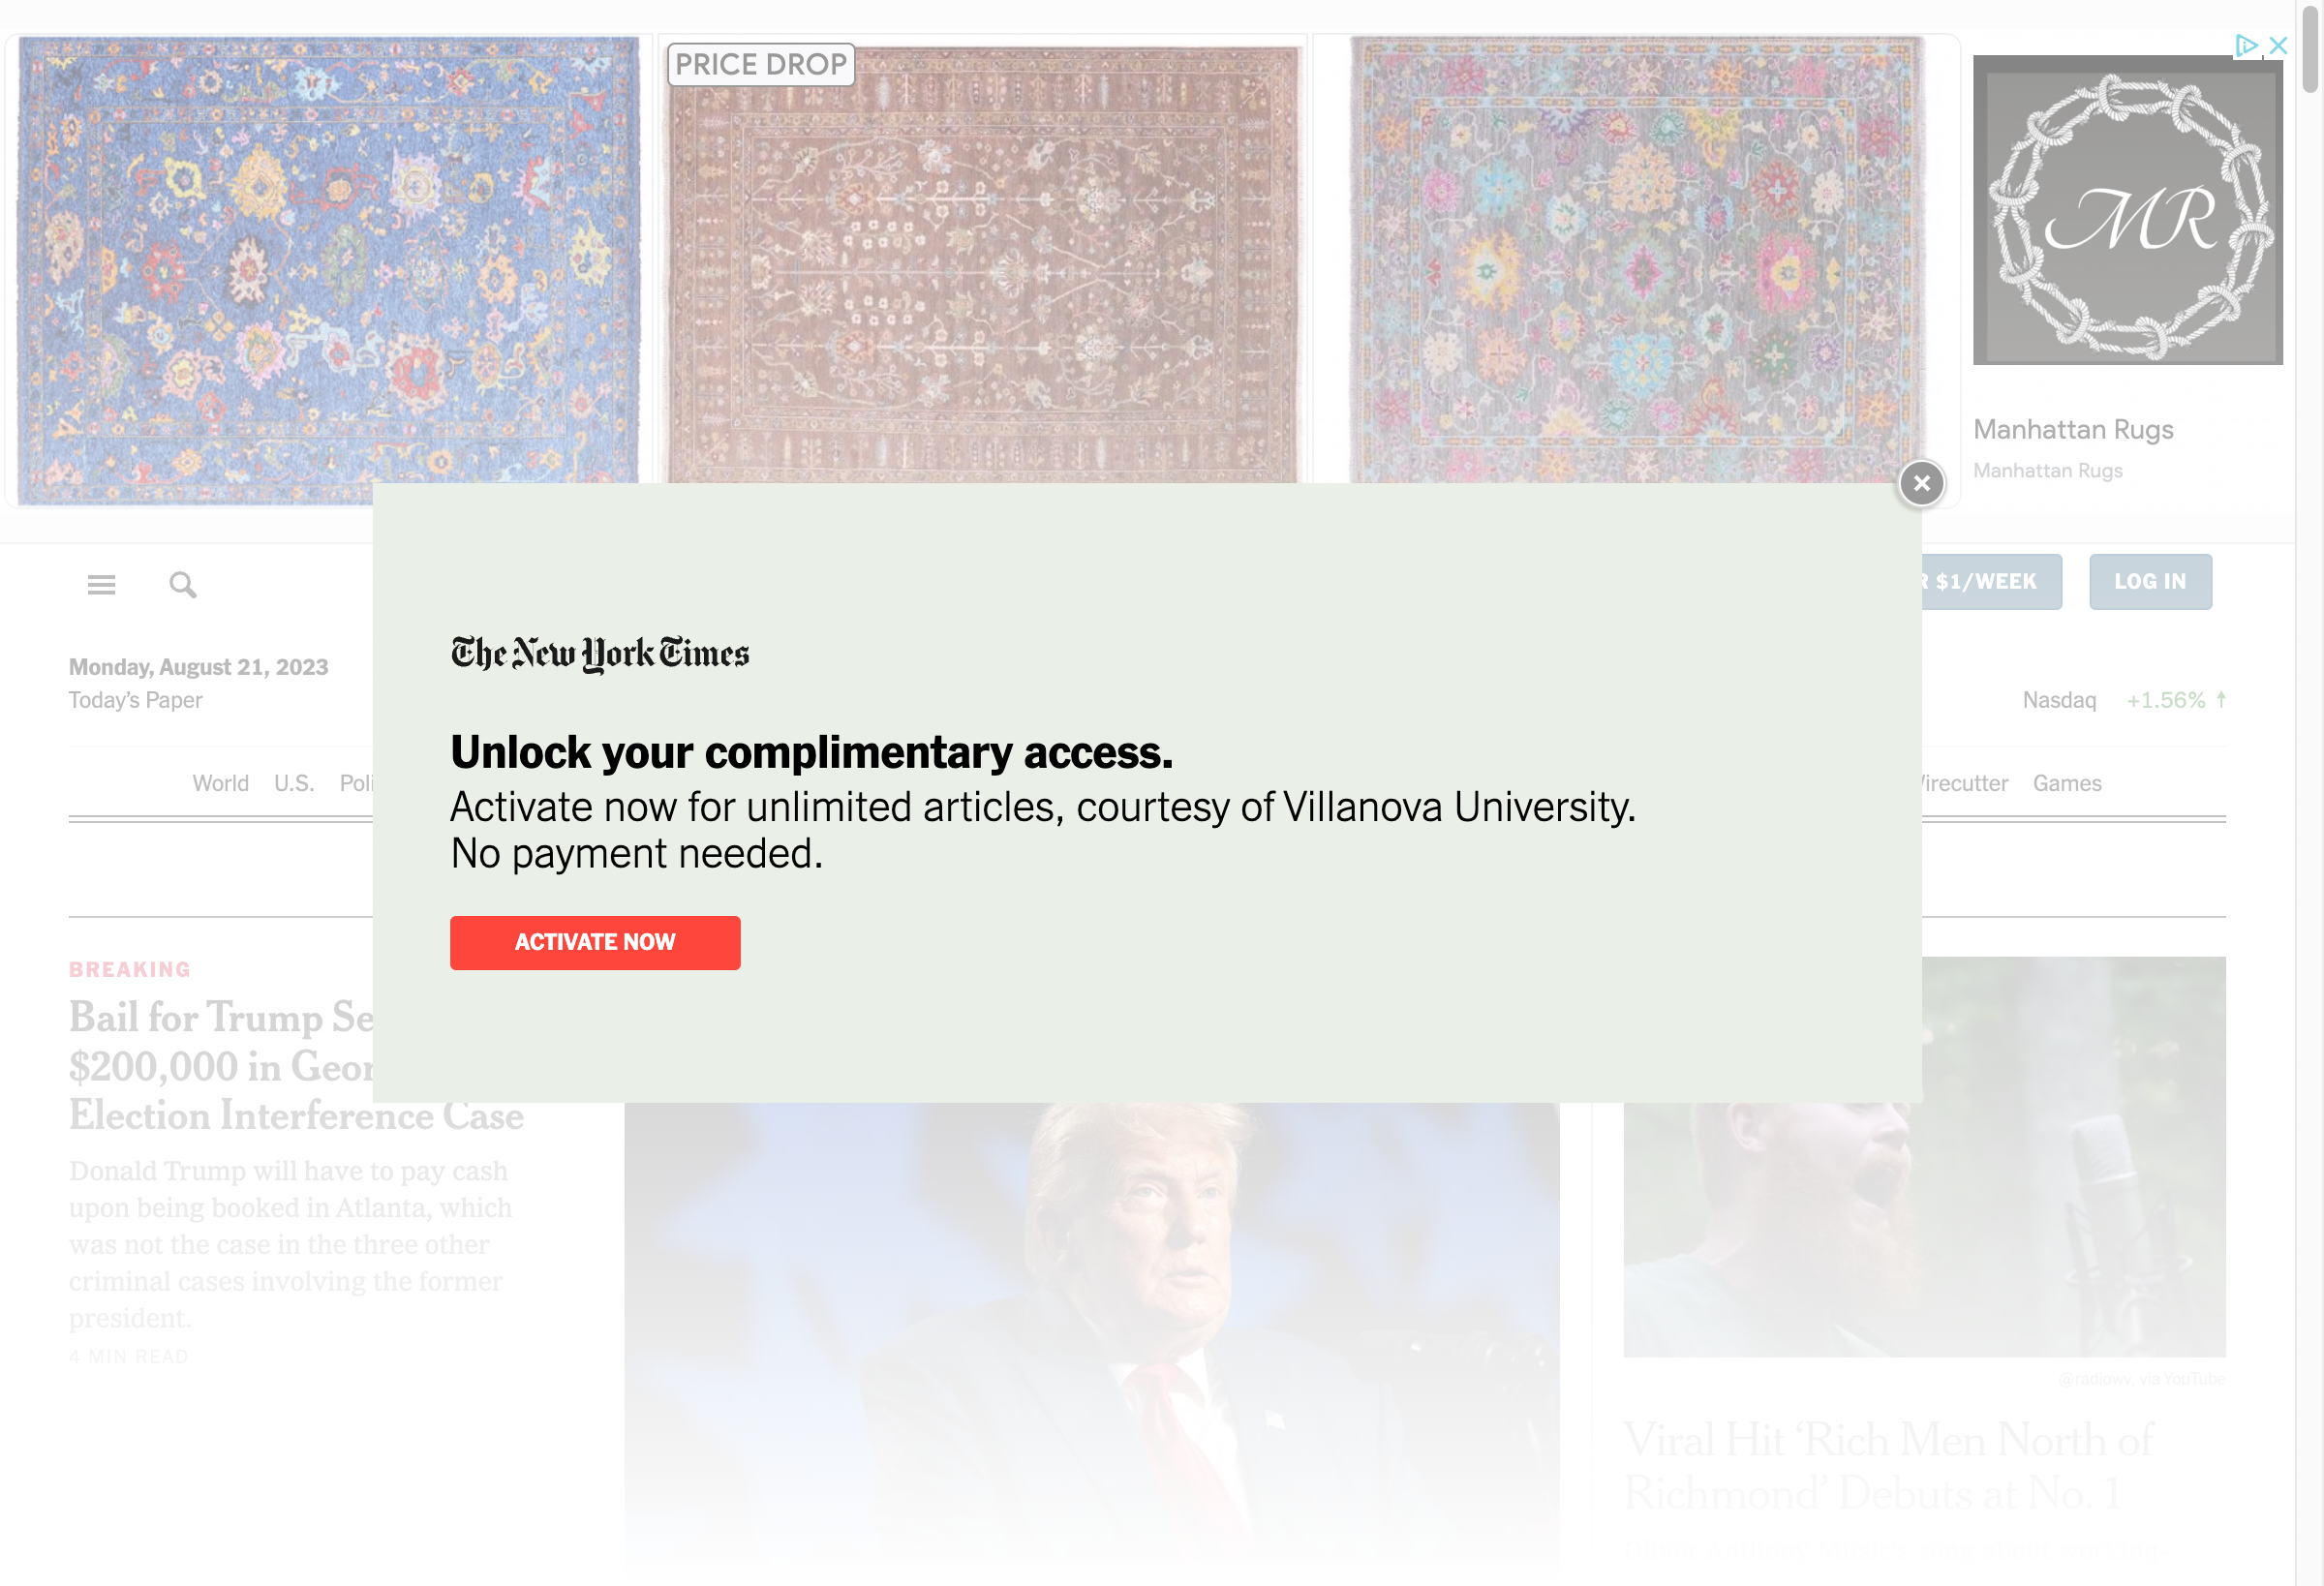 PRICE DROP
MR
Manhattan Rugs
Manhattan Rugs
$1/WEEK
LOG IN
The New York Times
Monday, August 21, 2023
Today's Paper
Nasdaq +1.56%
World U.S.
Games
Unlock your complimentary access.
Activate now for unlimited articles, courtesy of Villanova University.
No payment needed.
ACTIVATE NOW
BREAKING
Bail for Trump Se
$200,000 in Geor
Election Interference Case
Donald Trump will have to pay cash
upon being booked in Atlanta, which
was not the case in the three other
criminal cases involving the former
president.
4 MIN READ
@radiowv, via YouTube
Viral Hit ‘Rich Men North of
Richmond’ Debuts at No. 1